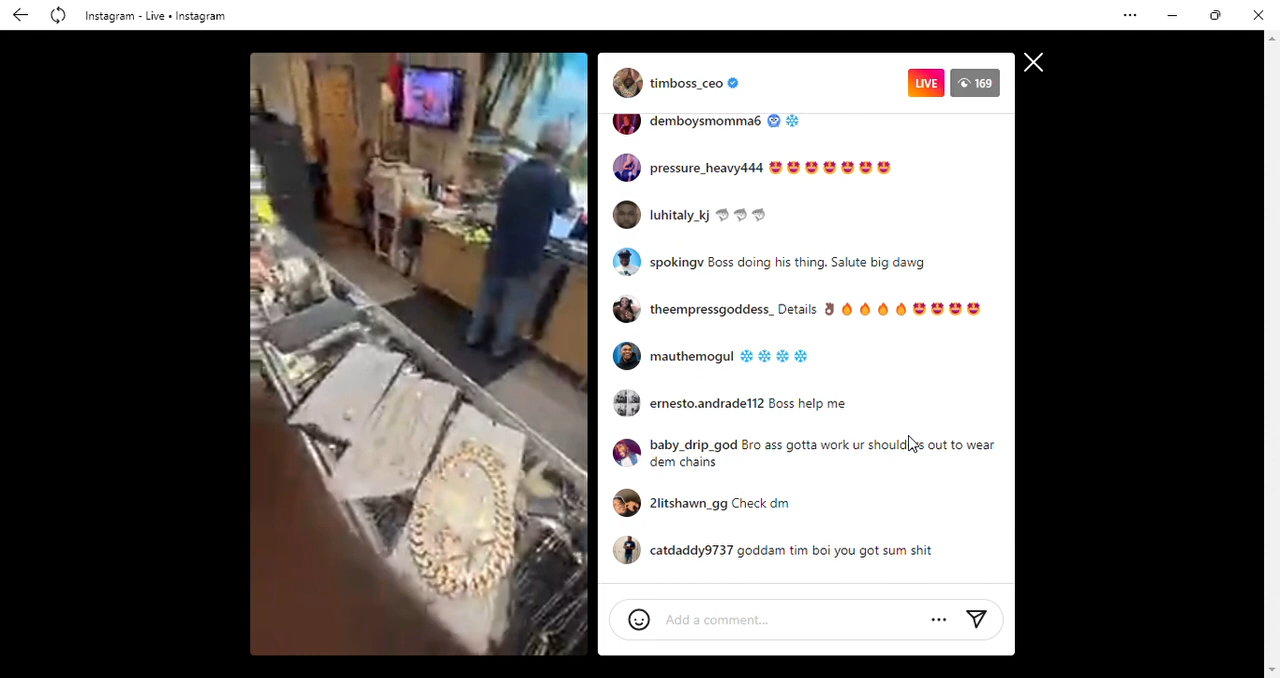 Instagram - Live • Instagram
timboss_ceo
LIVE
169
demboysmomma6 🥶 ❄️
pressure_heavy444 🤩 🤩 🤩 🤩 🤩 🤩 🤩
luhitaly_kj 🦈 🦈 🦈
spokingv Boss doing his thing. Salute big dawg
theempressgoddess_ Details 👌🏾 🔥 🔥 🔥 🔥 🤩 🤩 🤩 🤩
mauthemogul ❄️ ❄️ ❄️ ❄️
ernesto.andrade112 Boss help me
baby_drip_god Bro ass gotta work ur should s out to wear
dem chains
2litshawn_gg Check dm
catdaddy9737 goddam tim boi you got sum shit
Add a comment...